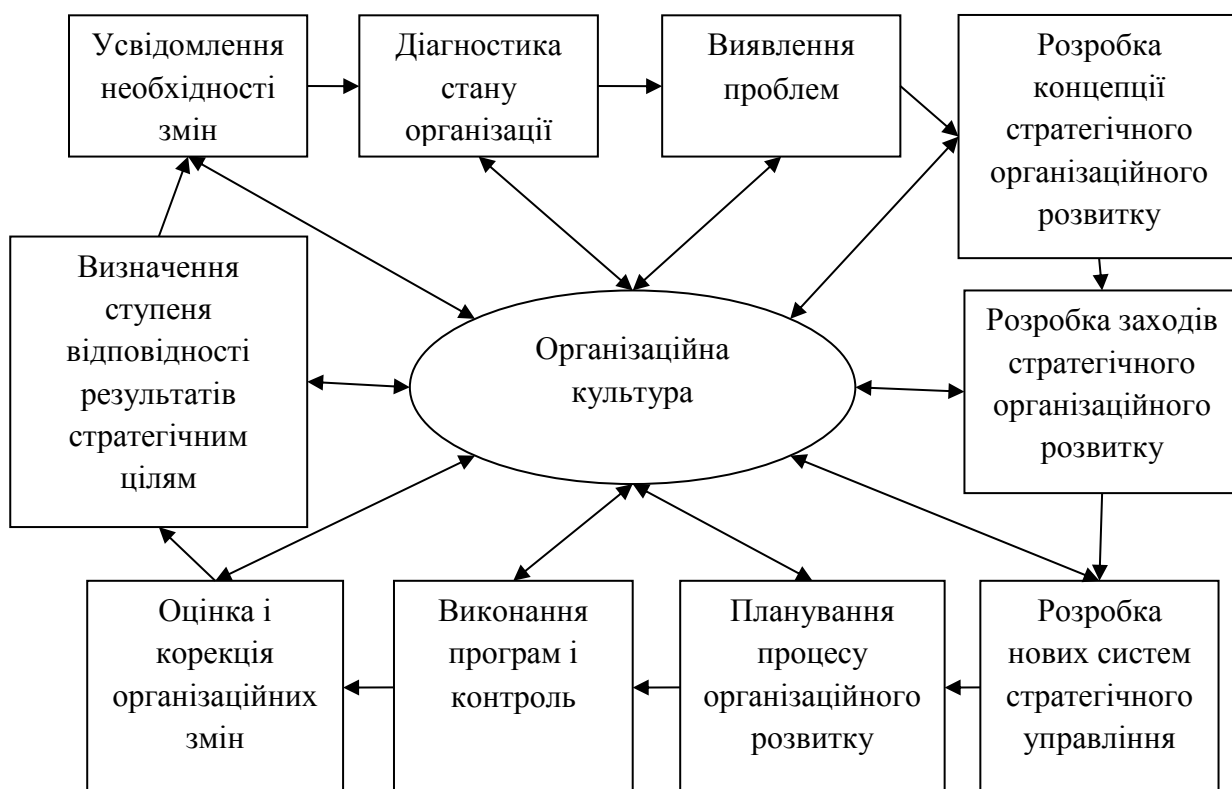 Усвідомлення
необхідності
змін
Діагностика
стану
організації
Виявлення
проблем
Розробка
концепції
стратегічного
організаційного
розвитку
Визначення
ступеня
відповідності
результатів
стратегічним
цілям
Організаційна
культура
Розробка заходів
стратегічного
організаційного
розвитку
Оцінка і
корекція
організаційних
змін
Виконання
програм і
контроль
Планування
процесу
організаційного
розвитку
Розробка
нових систем
стратегічного
управління